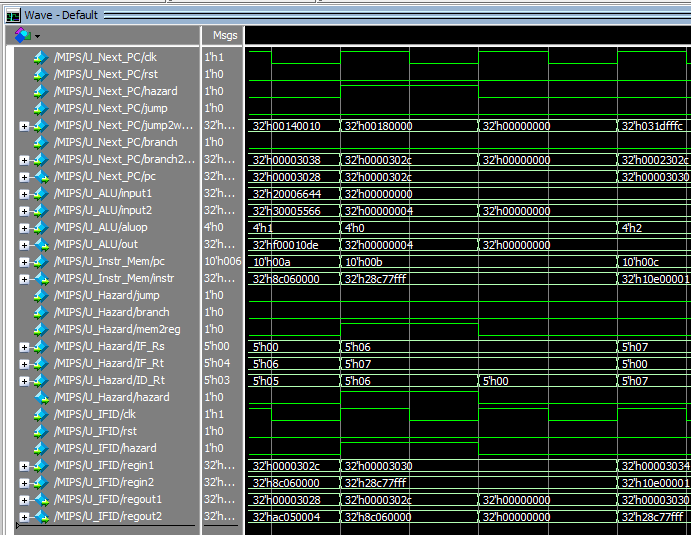 Wave - Default
Msgs
/MIPS/U_Next_PC/clk 1'h1
/MIPS/U_Next_PC/rst 1'h0
/MIPS/U_Next_PC/hazard 1'h0
/MIPS/U_Next_PC/jump 1'h0
/MIPS/U_Next_PC/jump2w... 32'h... 32'h00140010 32'h00180000 32'h00000000 32'h031dfffc
/MIPS/U_Next_PC/branch 1'h0
/MIPS/U_Next_PC/branch2... 32'h... 32'h00003038 32'h0000302c 32'h00000000 32'h0002302c
/MIPS/U_Next_PC/pc 32'h... 32'h00003028 32'h0000302c 32'h00003030
/MIPS/U_ALU/input1 32'h... 32'h20006644 32'h00000000
/MIPS/U_ALU/input2 32'h... 32'h30005566 32'h00000004 32'h00000000
/MIPS/U_ALU/aluop 4'h0 4'h1 4'h0 4'h2
/MIPS/U_ALU/out 32'h... 32'hf00010de 32'h00000004 32'h00000000
/MIPS/U_Instr_Mem/pc 10'h006 10'h00a 10'h00b 10'h00c
/MIPS/U_Instr_Mem/instr 32'h... 32'h8c060000 32'h28c77fff 32'h10e00001
/MIPS/U_Hazard/jump 1'h0
/MIPS/U_Hazard/branch 1'h0
/MIPS/U_Hazard/mem2reg 1'h0
/MIPS/U_Hazard/IF_Rs 5'h00 5'h00 5'h06 5'h07
/MIPS/U_Hazard/IF_Rt 5'h04 5'h06 5'h07 5'h00
/MIPS/U_Hazard/ID_Rt 5'h03 5'h05 5'h06 5'h00 5'h07
/MIPS/U_Hazard/hazard 1'h0
/MIPS/U_IFID/clk 1'h1
/MIPS/U_IFID/rst 1'h0
/MIPS/U_IFID/hazard 1'h0
/MIPS/U_IFID/regin1 32'h... 32'h0000302c 32'h00003030 32'h00003034
/MIPS/U_IFID/regin2 32'h... 32'h8c060000 32'h28c77fff 32'h10e00001
/MIPS/U_IFID/regout1 32'h... 32'h00003028 32'h0000302c 32'h00000000 32'h00003030
/MIPS/U_IFID/regout2 32'h... 32'hac050004 32'h8c060000 32'h00000000 32'h28c77fff